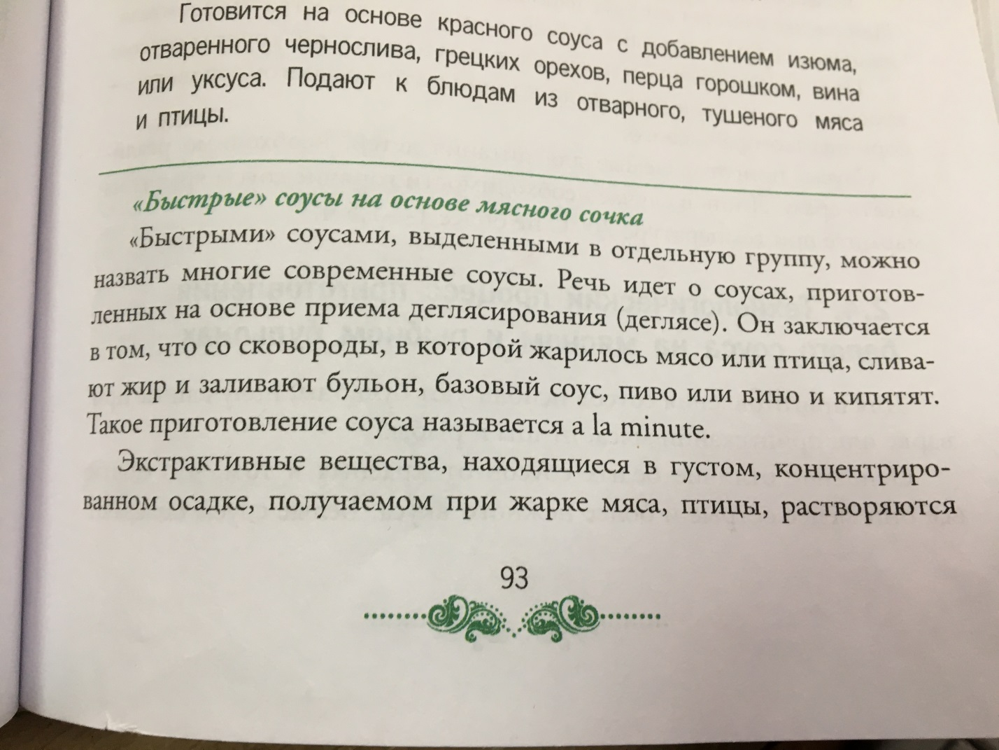 Готовится на основе красного соуса с добавлением изюма,
отваренного чернослива, грецких орехов, перца горошком, вина
или уксуса. Подают к блюдам из отварного, тушеного мяса
и птицы.
«Быстрые» соусы на основе мясного сочка
«Быстрыми» соусами, выделенными в отдельную группу, можно
назвать многие современные соусы. Речь идет о соусах, приготов-
ленных на основе приема деглясирования (деглясе). Он заключается
в том, что со сковороды, в которой жарилось мясо или птица, слива-
ют жир и заливают бульон, базовый соус, пиво или вино и кипятят.
Такое приготовление соуса называется a la minute.
Экстрактивные вещества, находящиеся в густом, концентриро-
ванном осадке, получаемом при жарке мяса, птицы, растворяются
93